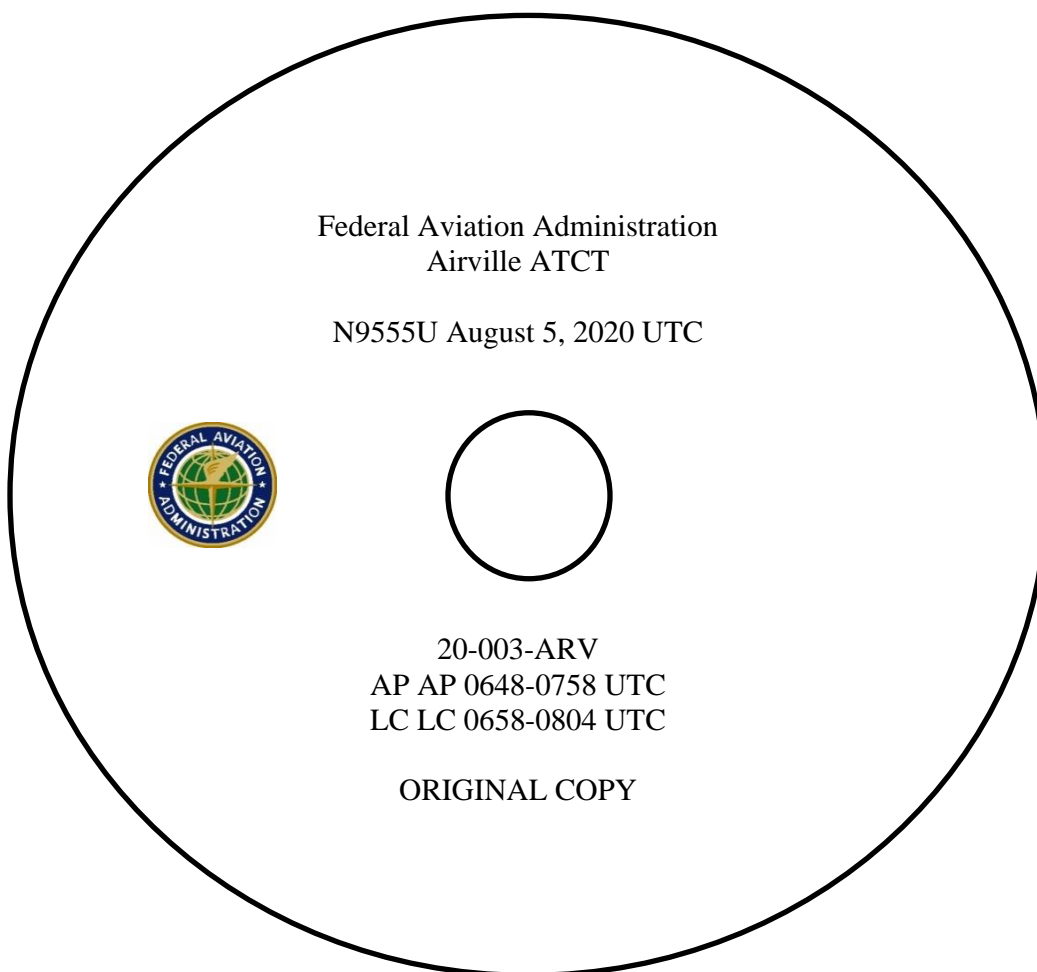 Federal Aviation Administration
Airville ATCT
N9555U August 5, 2020 UTC
FEDERAL AVIATION
ADMINISTRATION
20-003-ARV
AP AP 0648-0758 UTC
LC LC 0658-0804 UTC
ORIGINAL COPY